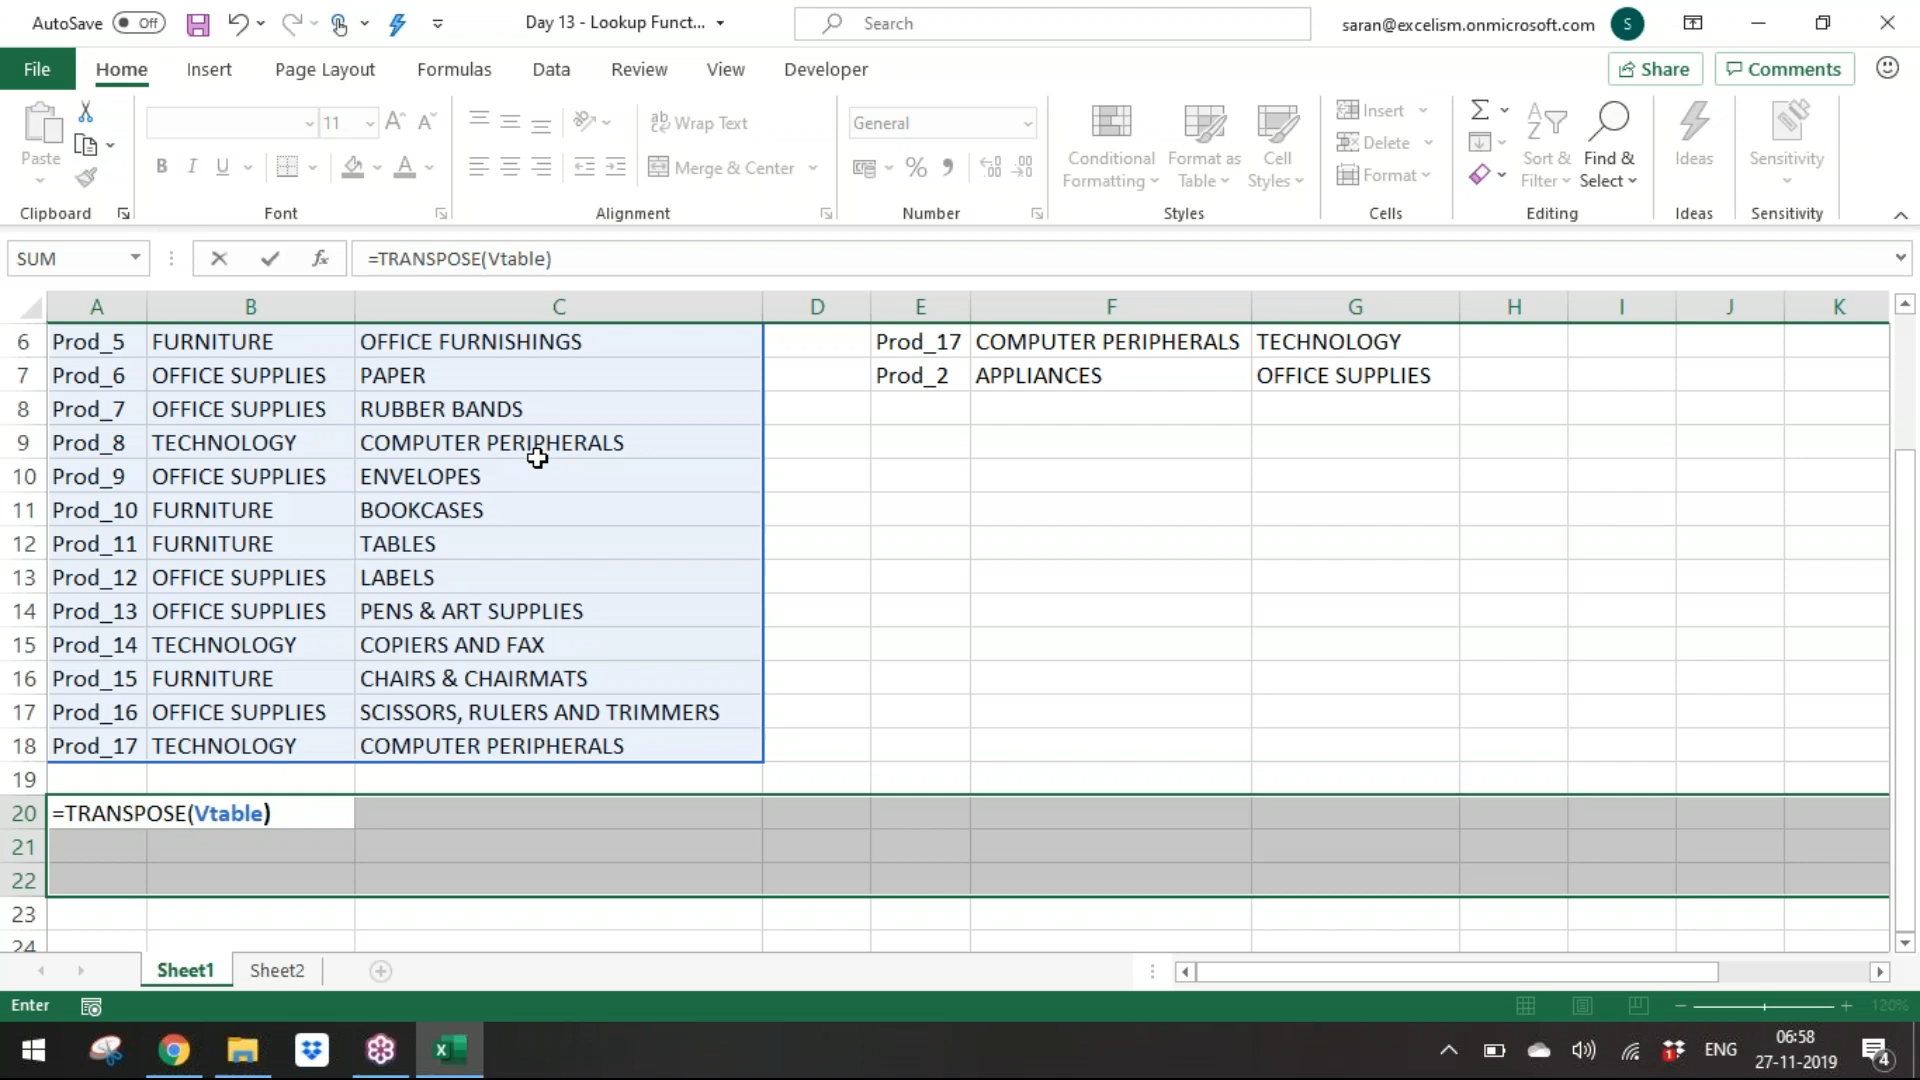 AutoSave Off Day 13 - Lookup Funct... Search saran@excelism.onmicrosoft.com S
File Home Insert Page Layout Formulas Data Review View Developer Share Comments
Paste 11 A A ab Wrap Text General Conditional Formatting Format as Table Cell Styles Insert Sort & Filter Find & Select Ideas Sensitivity
B I U A Merge & Center % Delete
Format
Clipboard Font Alignment Number Styles Cells Editing Ideas Sensitivity
SUM fx =TRANSPOSE(Vtable)
A B C D E F G H I J K
6 Prod_5 FURNITURE OFFICE FURNISHINGS Prod_17 COMPUTER PERIPHERALS TECHNOLOGY
7 Prod_6 OFFICE SUPPLIES PAPER Prod_2 APPLIANCES OFFICE SUPPLIES
8 Prod_7 OFFICE SUPPLIES RUBBER BANDS
9 Prod_8 TECHNOLOGY COMPUTER PERIPHERALS
10 Prod_9 OFFICE SUPPLIES ENVELOPES
11 Prod_10 FURNITURE BOOKCASES
12 Prod_11 FURNITURE TABLES
13 Prod_12 OFFICE SUPPLIES LABELS
14 Prod_13 OFFICE SUPPLIES PENS & ART SUPPLIES
15 Prod_14 TECHNOLOGY COPIERS AND FAX
16 Prod_15 FURNITURE CHAIRS & CHAIRMATS
17 Prod_16 OFFICE SUPPLIES SCISSORS, RULERS AND TRIMMERS
18 Prod_17 TECHNOLOGY COMPUTER PERIPHERALS
19
20 =TRANSPOSE(Vtable)
21
22
23
24
Sheet1 Sheet2
Enter 120%
ENG 06:58
27-11-2019 4